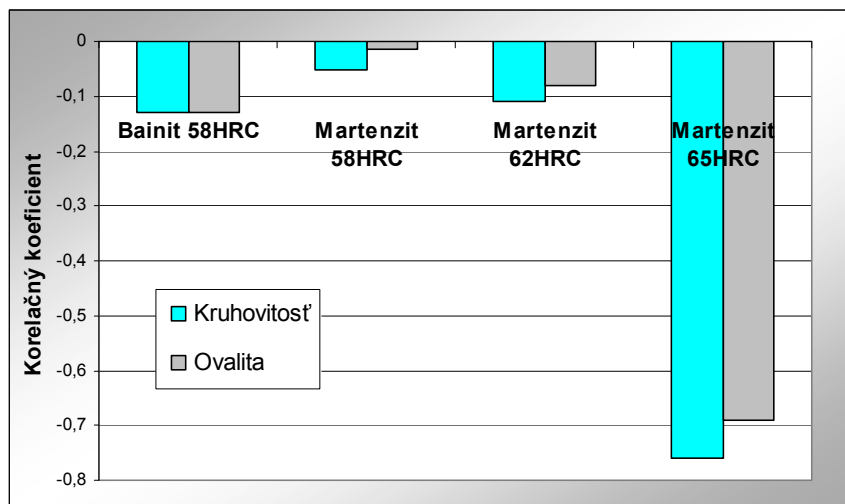 0
-0,1
-0,2
-0,3
-0,4
-0,5
-0,6
-0,7
-0,8
Korelačný koeficient
Bainit 58HRC
Martenzit
58HRC
Martenzit
62HRC
Martenzit
65HRC
Kruhovitosť
Ovalita